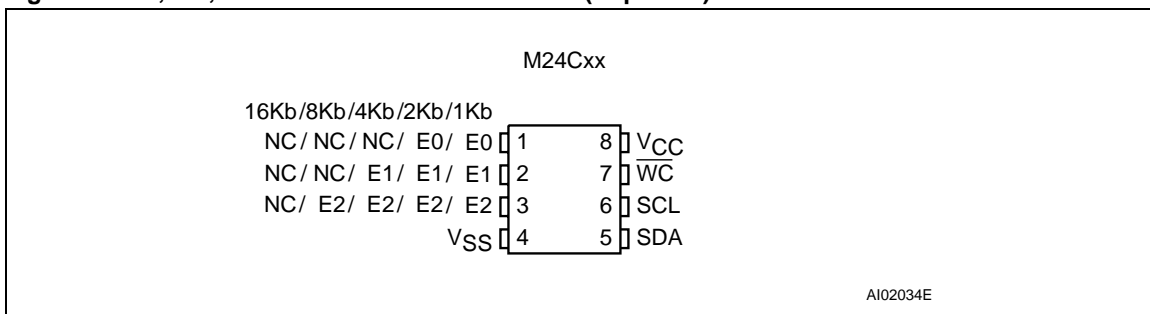 M24Cxx
16Kb/8Kb/4Kb/2Kb/1Kb
NC/ NC/ NC/ E0/ E0 1 8 VCC
NC/ NC/ E1/ E1/ E1 2 7 WC
NC/ E2/ E2/ E2/ E2 3 6 SCL
VSS 4 5 SDA
AI02034E